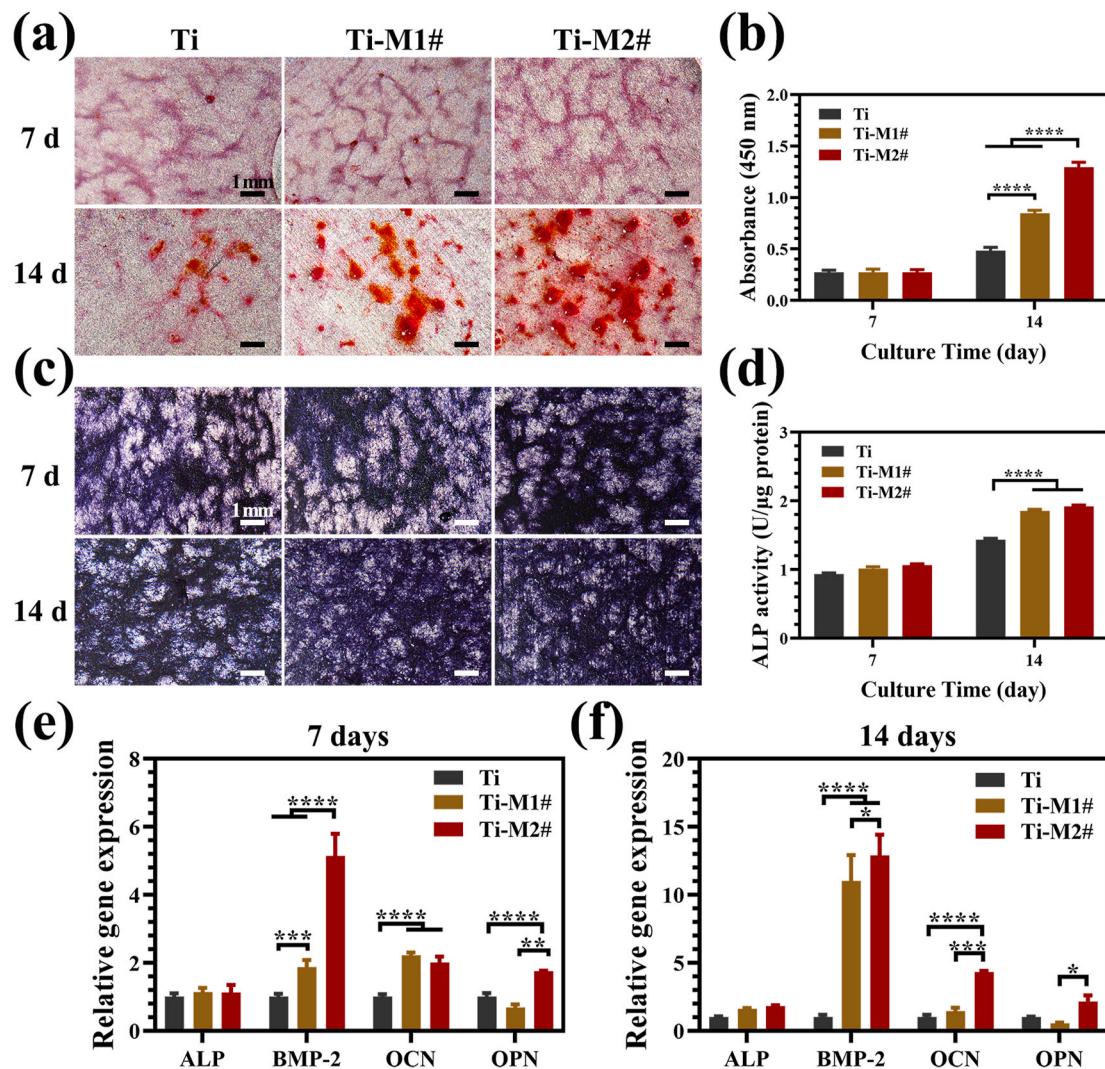 (a)
Ti
Ti-M1#
Ti-M2#
7 d
1mm
14 d
(b)
Absorbance (450 nm)
2.0
1.5
1.0
0.5
0.0
Ti
Ti-M1#
Ti-M2#
****
****
7
14
Culture Time (day)
(c)
7 d
1mm
14 d
(d)
ALP activity (U/µg protein)
3
2
1
0
Ti
Ti-M1#
Ti-M2#
****
7
14
Culture Time (day)
(e)
7 days
Relative gene expression
8
6
4
2
0
Ti
Ti-M1#
Ti-M2#
****
***
****
****
**
ALP
BMP-2
OCN
OPN
(f)
14 days
Relative gene expression
20
15
10
5
0
Ti
Ti-M1#
Ti-M2#
****
*
****
***
*
ALP
BMP-2
OCN
OPN